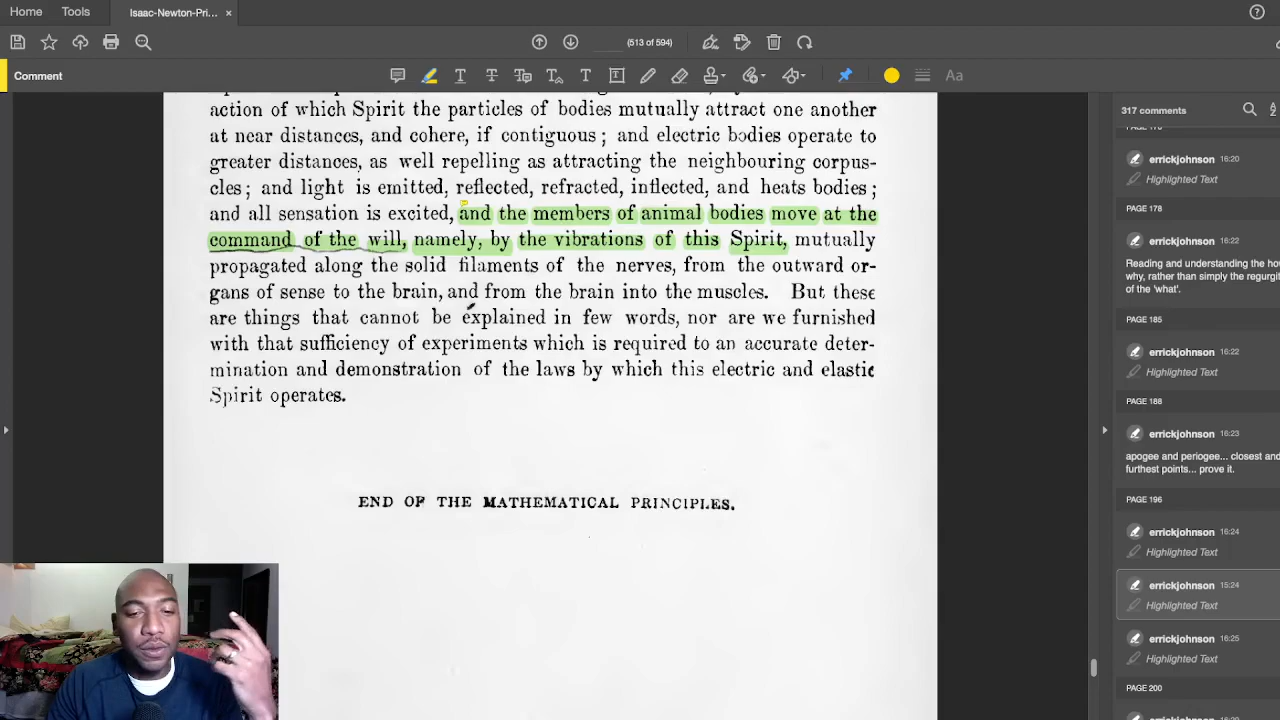 Home
Tools
Isaac-Newton-Pri...
(513 of 594)
Comment
317 comments
action of which Spirit the particles of bodies mutually attract one another
at near distances, and cohere, if contiguous ; and electric bodies operate to
greater distances, as well repelling as attracting the neighbouring corpus-
cles ; and light is emitted, reflected, refracted, inflected, and heats bodies ;
and all sensation is excited, and the members of animal bodies move at the
command of the will, namely, by the vibrations of this Spirit, mutually
propagated along the solid filaments of the nerves, from the outward or-
gans of sense to the brain, and from the brain into the muscles. But these
are things that cannot be explained in few words, nor are we furnished
with that sufficiency of experiments which is required to an accurate deter-
mination and demonstration of the laws by which this electric and elastic
Spirit operates.
END OF THE MATHEMATICAL PRINCIPLES.
errickjohnson 16:20
Highlighted Text
PAGE 178
errickjohnson 16:22
Reading and understanding the how
why, rather than simply the regurgit
of the 'what'.
PAGE 185
errickjohnson 16:22
Highlighted Text
PAGE 188
errickjohnson 16:23
apogee and periogee... closest and
furthest points... prove it.
PAGE 196
errickjohnson 16:24
Highlighted Text
errickjohnson 15:24
Highlighted Text
errickjohnson 16:25
Highlighted Text
PAGE 200